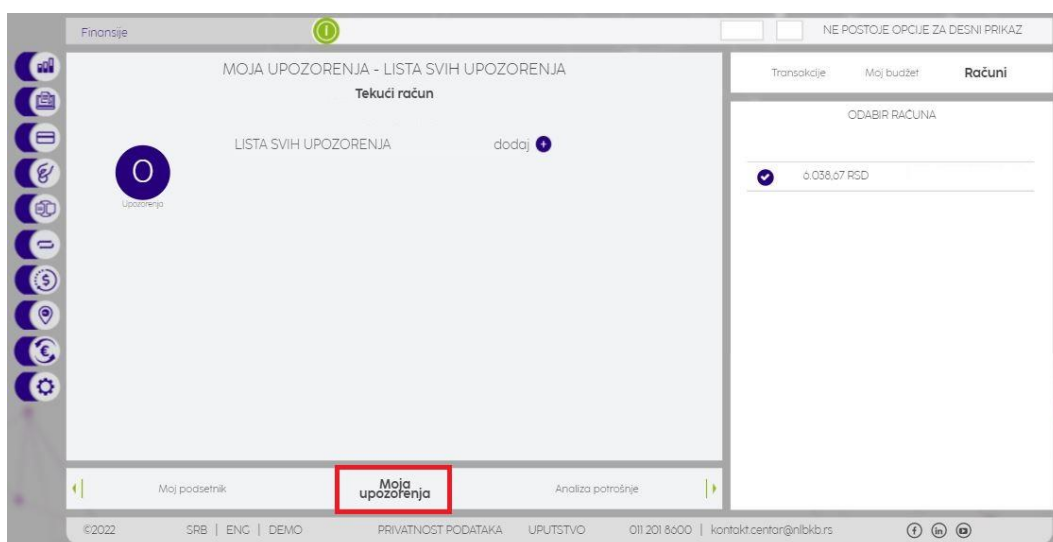 Finansije
NE POSTOJE OPCIJE ZA DESNI PRIKAZ
MOJA UPOZORENJA - LISTA SVIH UPOZORENJA
Tekući račun
LISTA SVIH UPOZORENJA
dodaj
0
Upozorenja
Transakcije Moj budžet Računi
ODABIR RAČUNA
6.038,67 RSD
Moj podsetnik
Moja
upozorenja
Analiza potrošnje
©2022 SRB | ENG | DEMO PRIVATNOST PODATAKA UPUTSTVO 011 201 8600 | kontakt.centar@nlbkb.rs